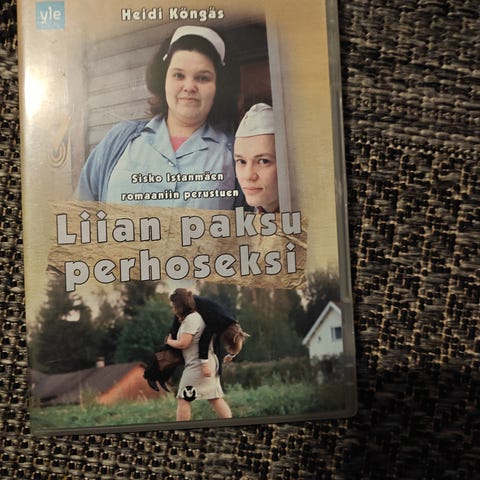 yle
Heidi Köngäs
Sisko Istanmäen
romaaniin perustuen
Liian paksu
perhoseksi